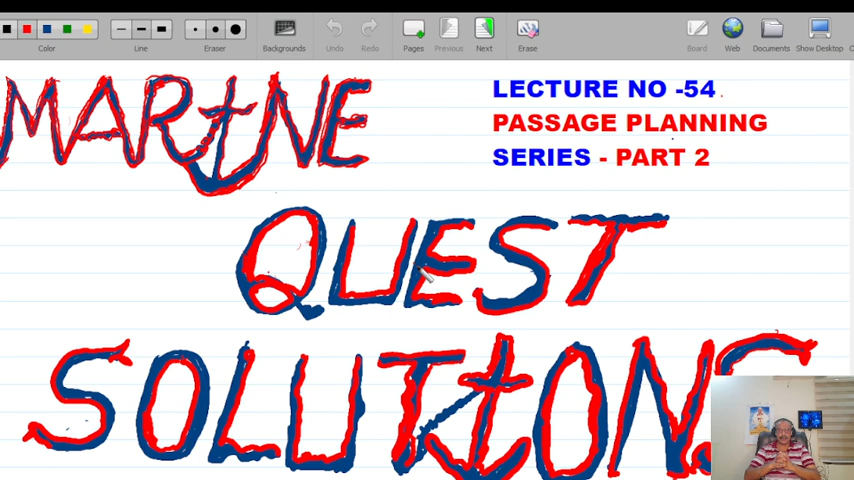 Color
Line
Eraser
Backgrounds
Undo
Redo
Pages
Previous
Next
Erase
Board
Web
Documents
Show Desktop
MARINE
LECTURE NO -54
PASSAGE PLANNING
SERIES - PART 2
QUEST
SOLUTIONS